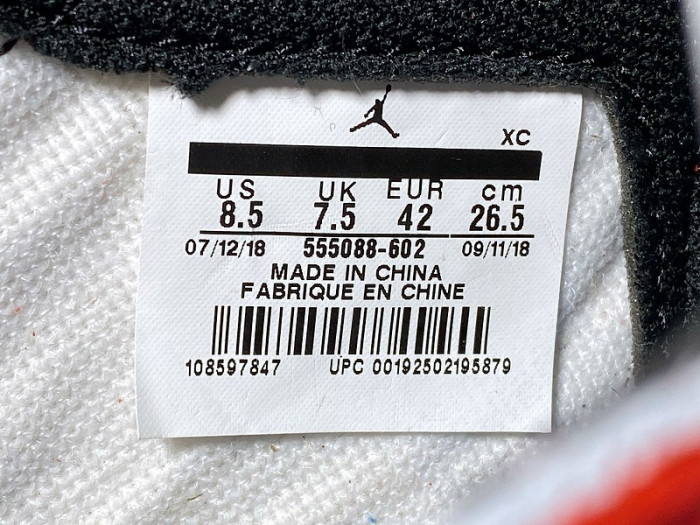 XC
US UK EUR cm
8.5 7.5 42 26.5
07/12/18 555088-602 09/11/18
MADE IN CHINA
FABRIQUE EN CHINE
108597847 UPC 00192502195879